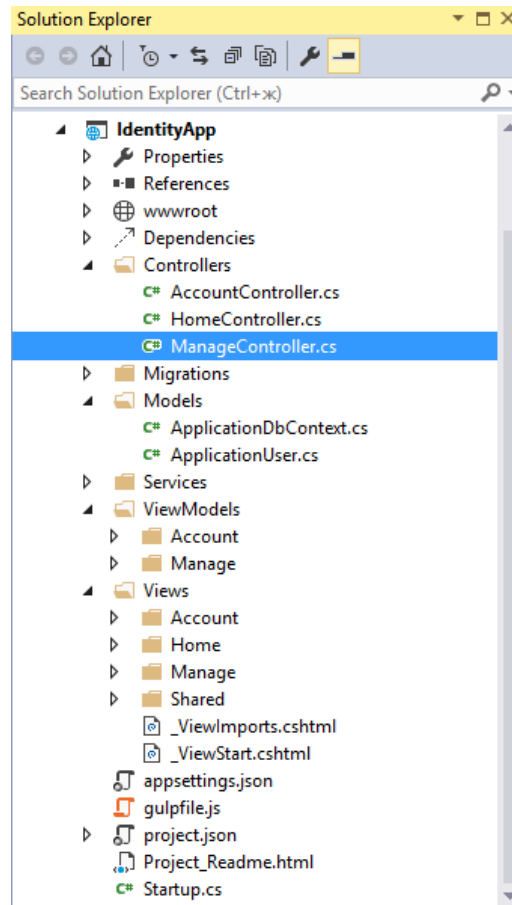 Solution Explorer
Search Solution Explorer (Ctrl+ж)
IdentityApp
Properties
References
wwwroot
Dependencies
Controllers
C# AccountController.cs
C# HomeController.cs
C# ManageController.cs
Migrations
Models
C# ApplicationDbContext.cs
C# ApplicationUser.cs
Services
ViewModels
Account
Manage
Views
Account
Home
Manage
Shared
_ViewImports.cshtml
_ViewStart.cshtml
appsettings.json
gulpfile.js
project.json
Project_Readme.html
C# Startup.cs